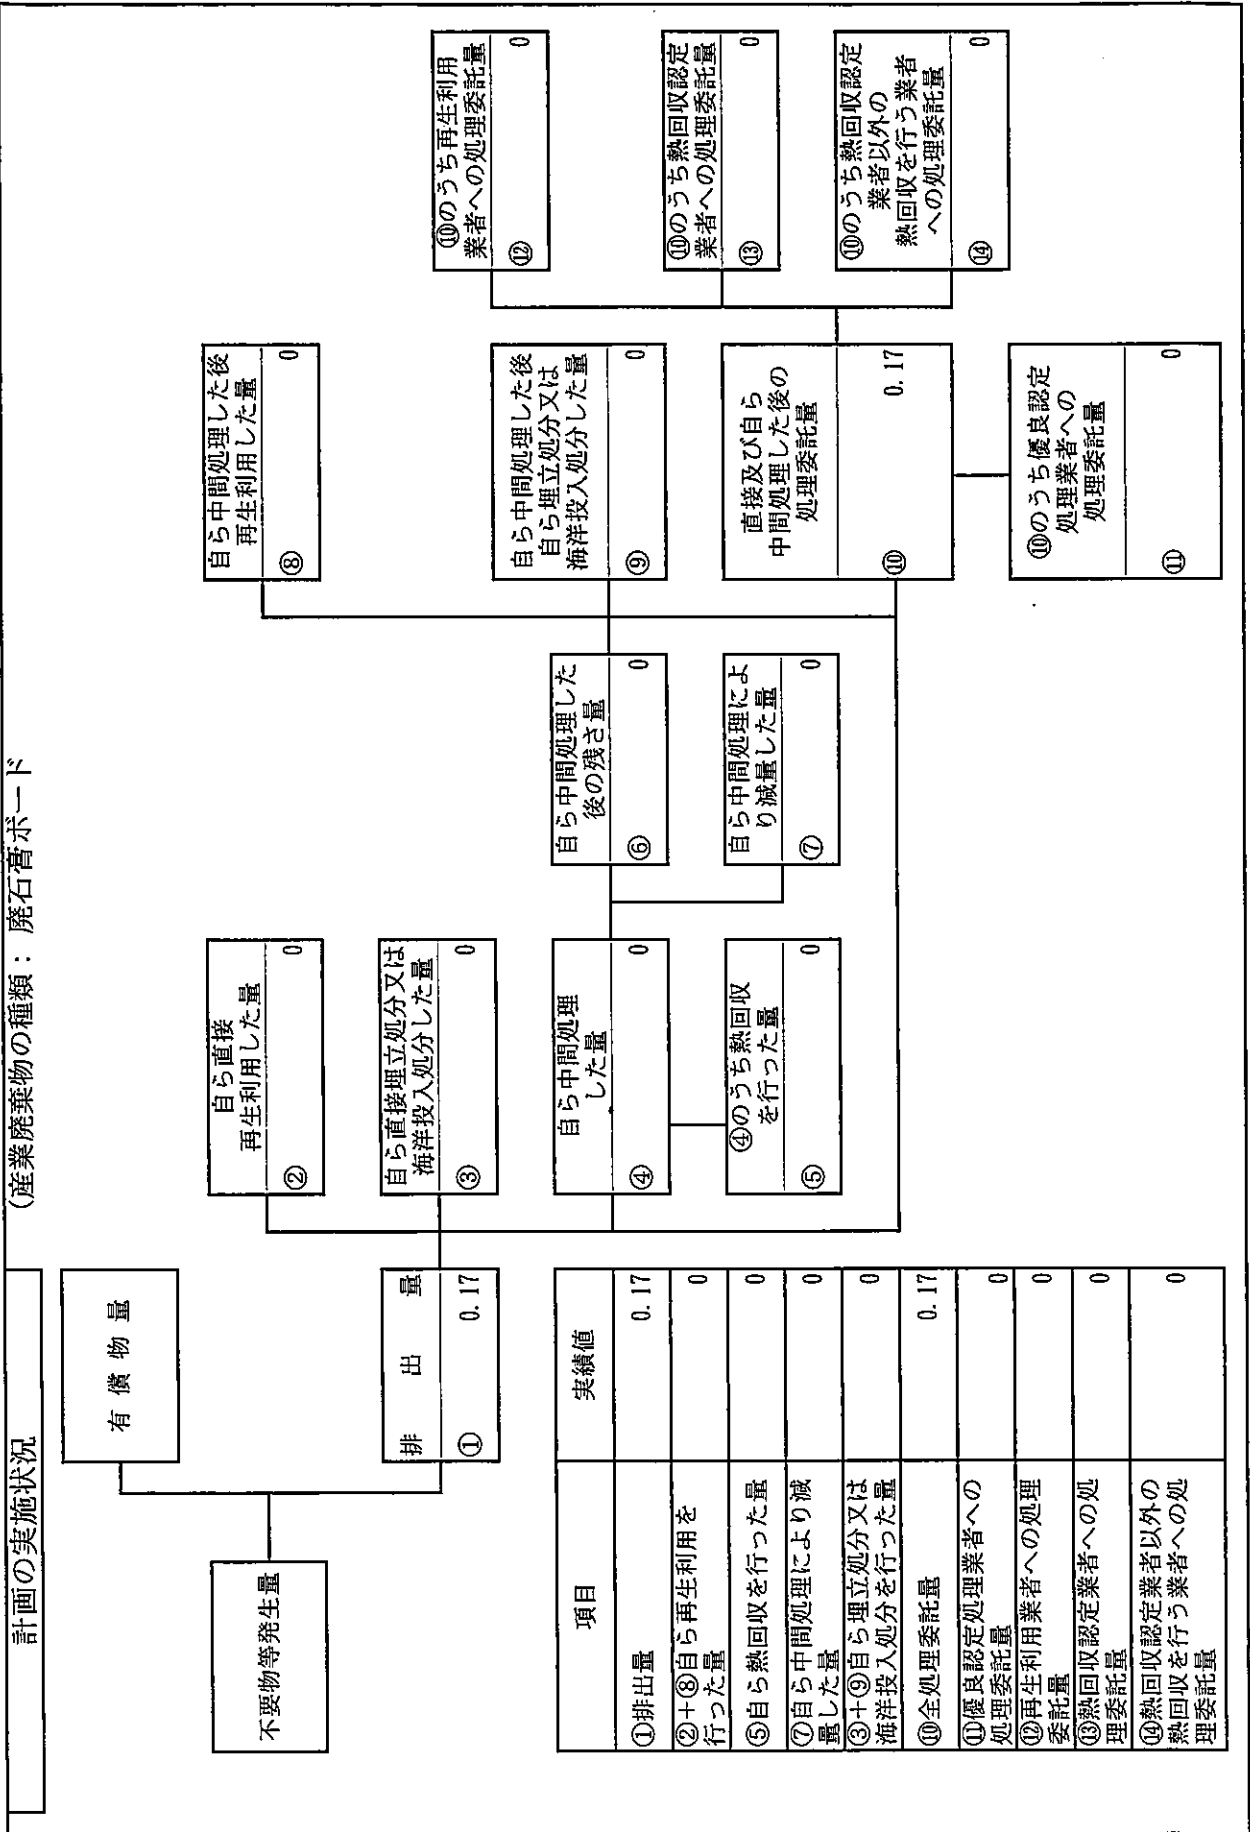 計画の実施状況
（産業廃棄物の種類： 廃石膏ボード
不要物等発生量
有 償 物 量
排 出 量
① 0.17
自ら直接
再生利用した量
② 0
自ら直接埋立処分又は
海洋投入処分した量
③ 0
自ら中間処理
した量
④ 0
④のうち熱回収
を行った量
⑤ 0
自ら中間処理した
後の残さ量
⑥ 0
自ら中間処理によ
り減量した量
⑦ 0
自ら中間処理した後
再生利用した量
⑧ 0
自ら中間処理した後
自ら埋立処分又は
海洋投入処分した量
⑨ 0
直接及び自ら
中間処理した後の
処理委託量
⑩ 0.17
⑩のうち優良認定
処理業者への
処理委託量
⑪ 0
⑩のうち再生利用
業者への処理委託量
⑫ 0
⑩のうち熱回収認定
業者への処理委託量
⑬ 0
⑩のうち熱回収認定
業者以外の
熱回収を行う業者
への処理委託量
⑭ 0
項目 実績値
①排出量 0.17
②+⑧自ら再生利用を
行った量 0
⑤自ら熱回収を行った量 0
⑦自ら中間処理により減
量した量 0
③+⑨自ら埋立処分又は
海洋投入処分を行った量 0
⑩全処理委託量 0.17
⑪優良認定処理業者への
処理委託量 0
⑫再生利用業者への処理
委託量 0
⑬熱回収認定業者への処
理委託量 0
⑭熱回収認定業者以外の
熱回収を行う業者への処
理委託量 0